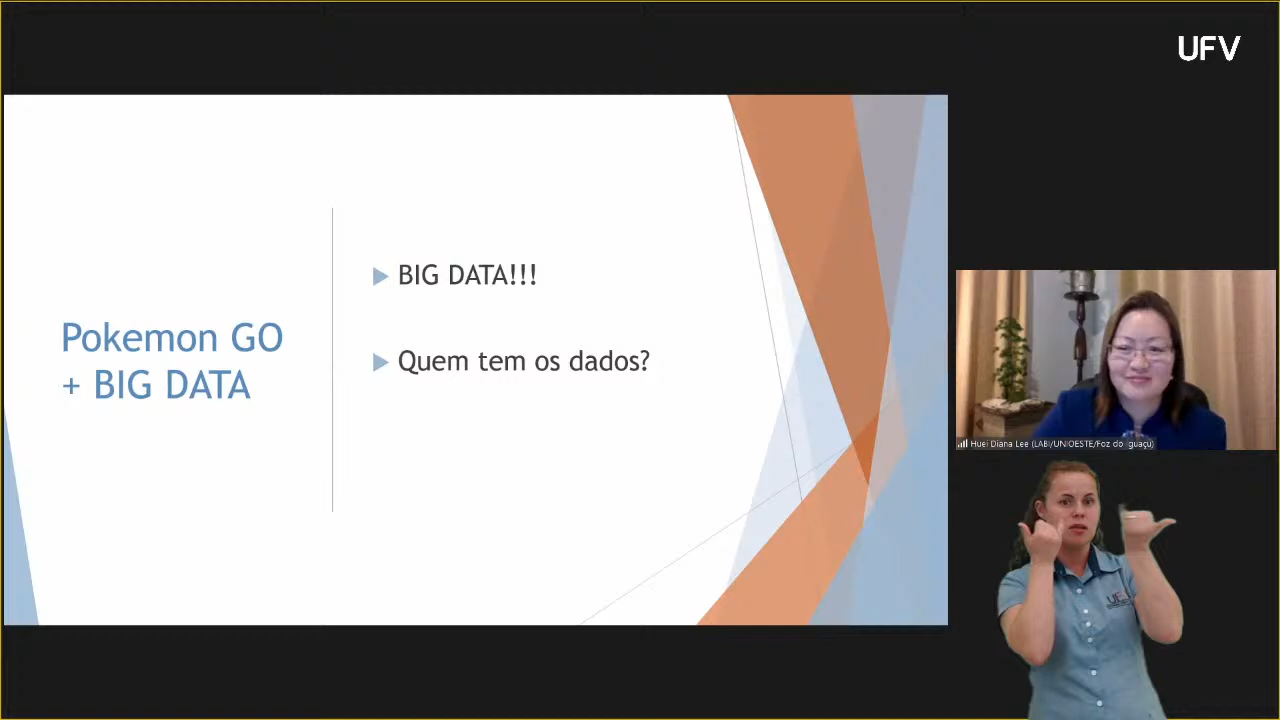 UFV
Pokemon GO
+ BIG DATA
BIG DATA!!!
Quem tem os dados?
Huei Diana Lee (LABI/UNIOESTE/Foz do Iguaçu)